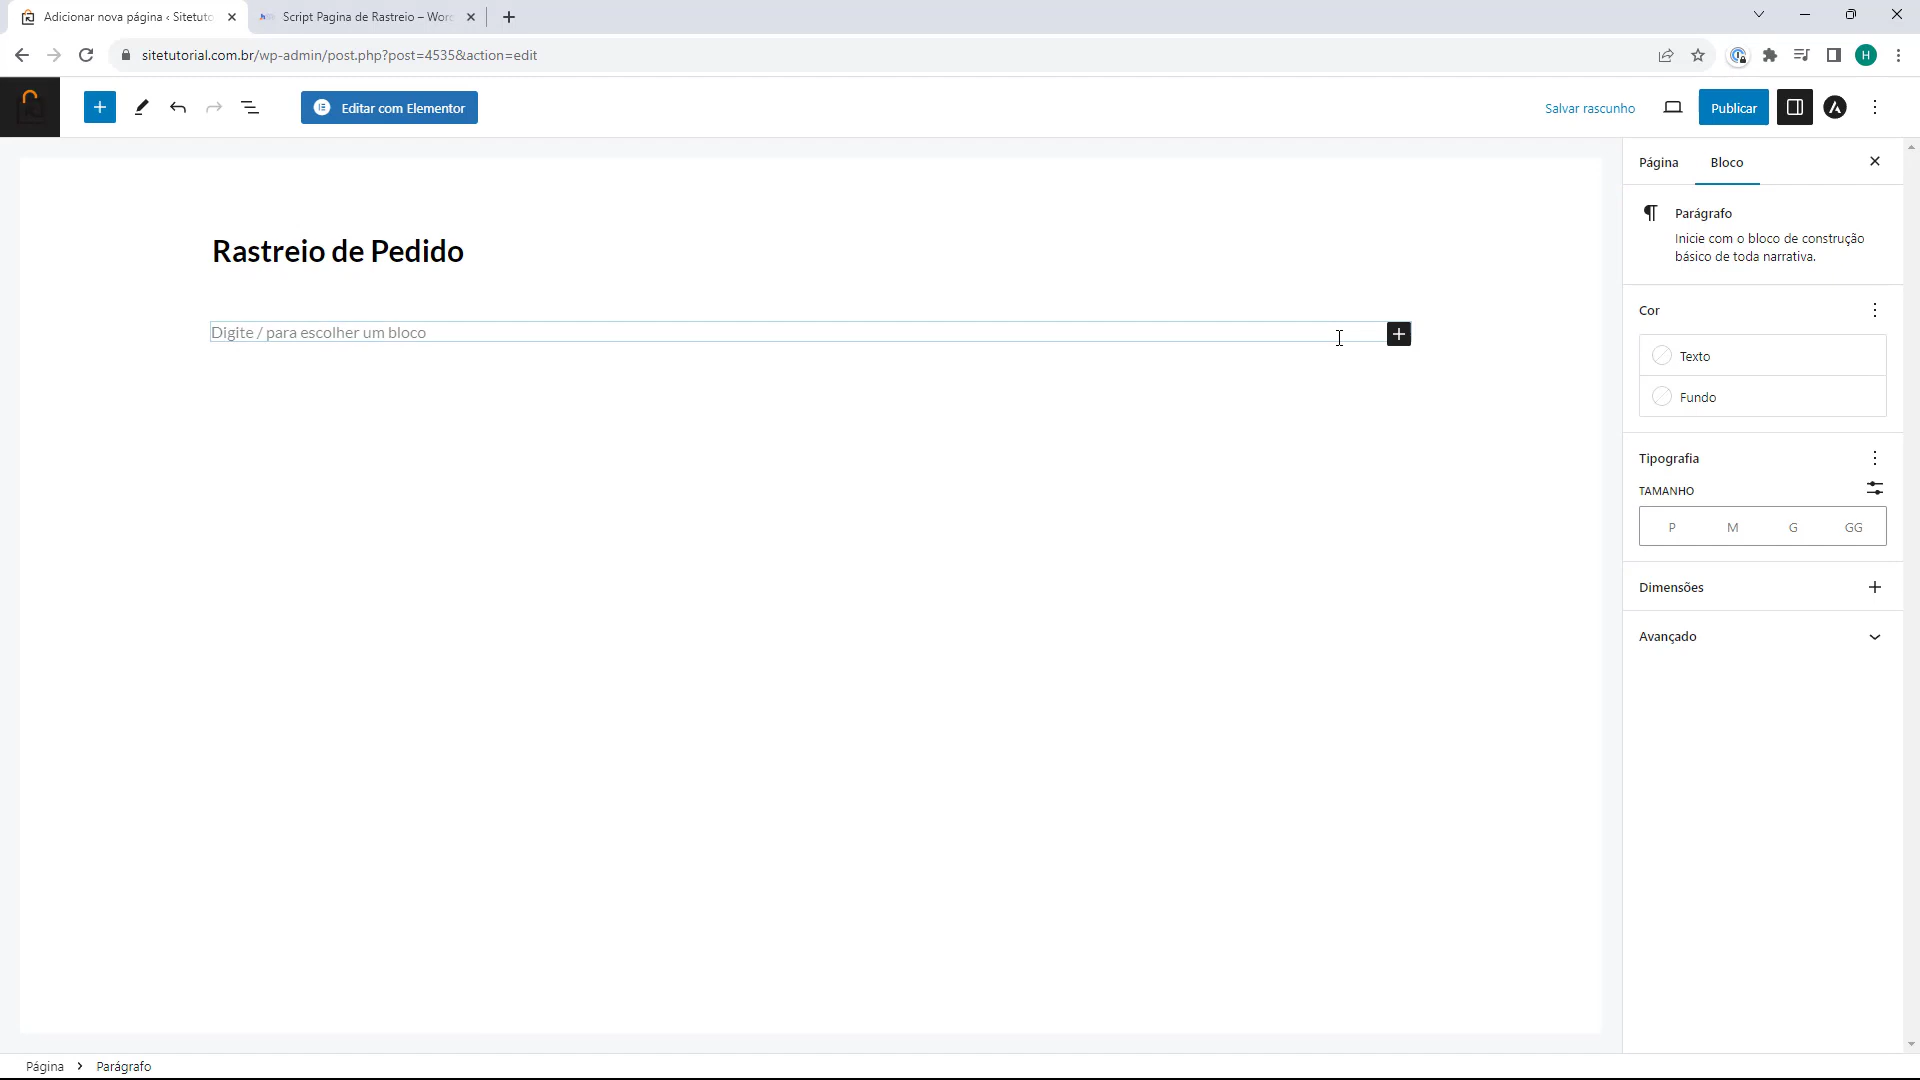 Adicionar nova página ‹ Sitetuto
Script Pagina de Rastreio – Wor
sitetutorial.com.br/wp-admin/post.php?post=4535&action=edit
H
Editar com Elementor
Salvar rascunho
Publicar
Página
Bloco
Parágrafo
Inicie com o bloco de construção
básico de toda narrativa.
Rastreio de Pedido
Digite / para escolher um bloco
Cor
Texto
Fundo
Tipografia
TAMANHO
P M G GG
Dimensões
Avançado
Página > Parágrafo